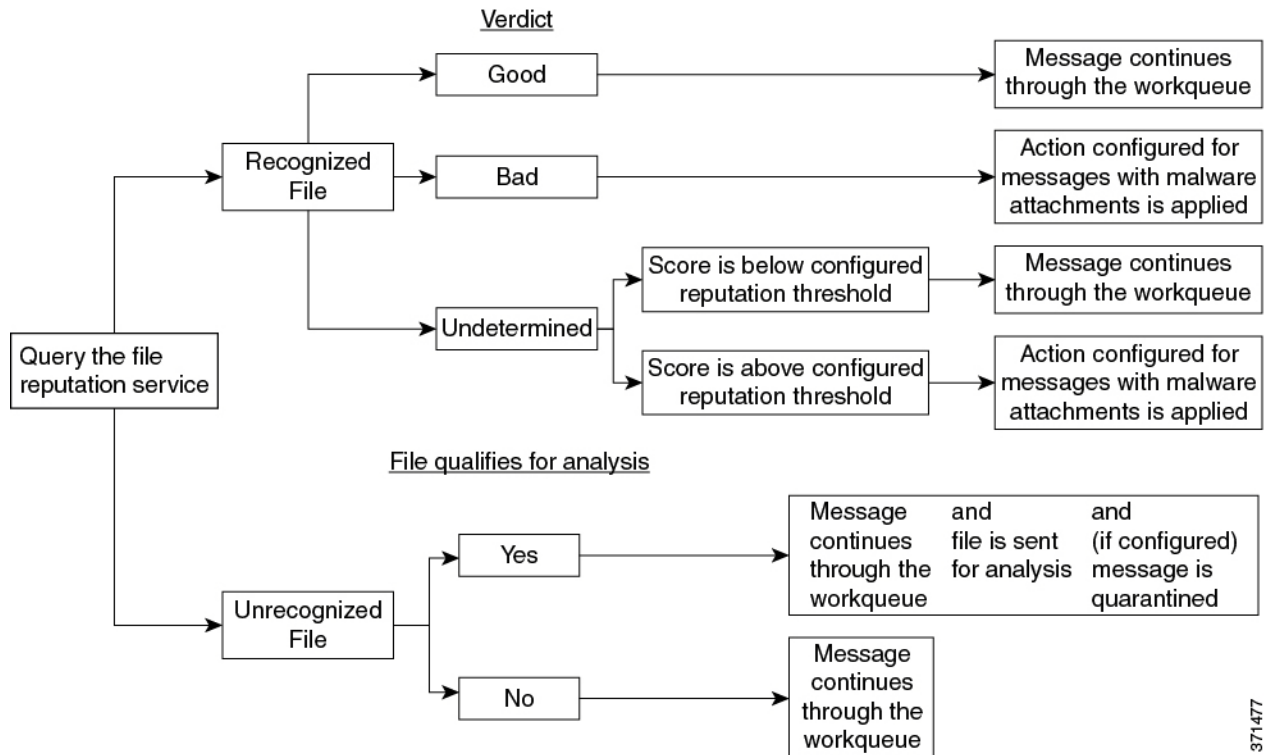 Verdict
Good
Message continues
through the workqueue
Recognized
File
Bad
Action configured for
messages with malware
attachments is applied
Undetermined
Score is below configured
reputation threshold
Message continues
through the workqueue
Score is above configured
reputation threshold
Action configured for
messages with malware
attachments is applied
Query the file
reputation service
File qualifies for analysis
Unrecognized
File
Yes
Message
continues
through the
workqueue
and
file is sent
for analysis
and
(if configured)
message is
quarantined
No
Message
continues
through the
workqueue
371477